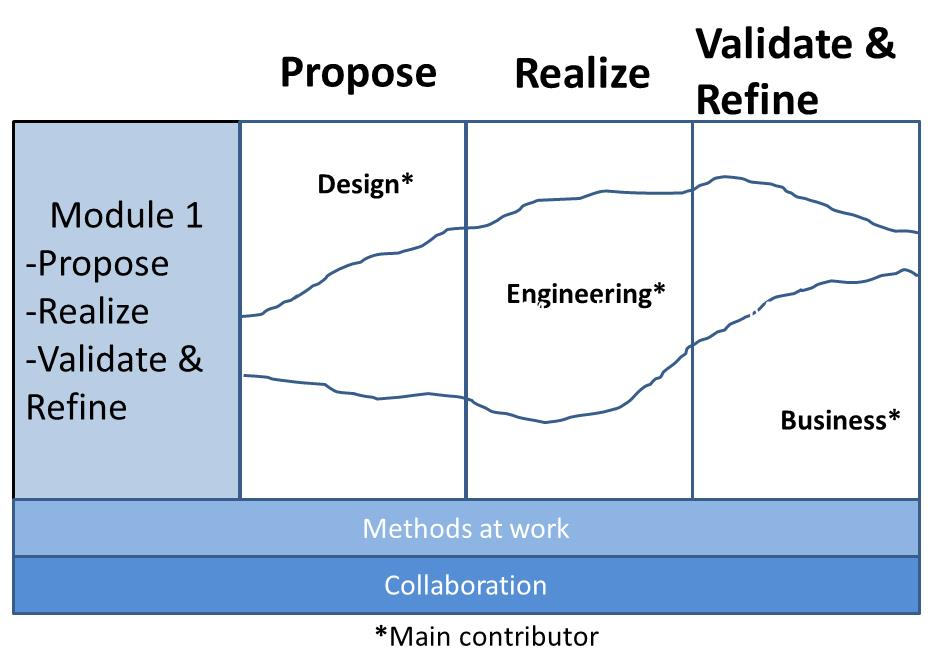 Propose
Realize
Validate &
Refine
Module 1
-Propose
-Realize
-Validate &
Refine
Design*
Engineering*
Business*
Methods at work
Collaboration
*Main contributor